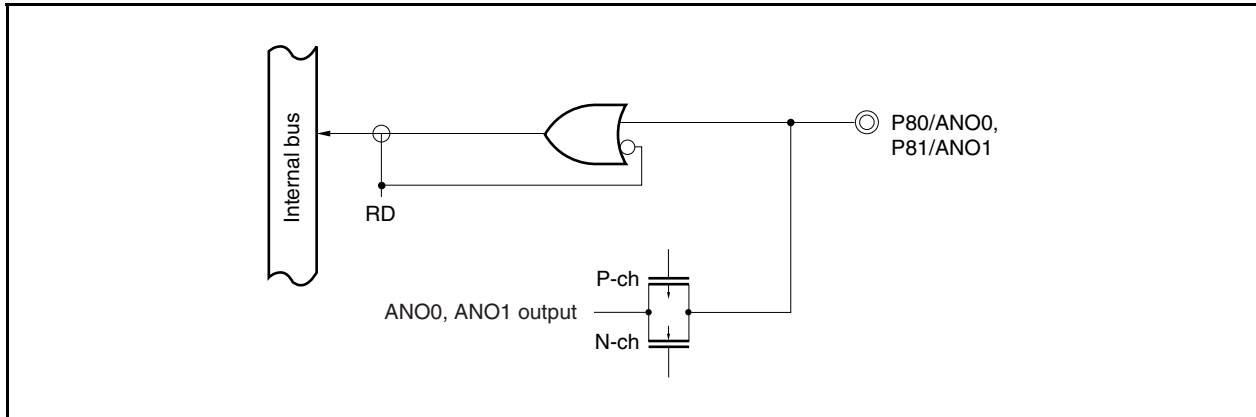 Internal bus
P80/ANO0,
P81/ANO1
RD
P-ch
ANO0, ANO1 output
N-ch